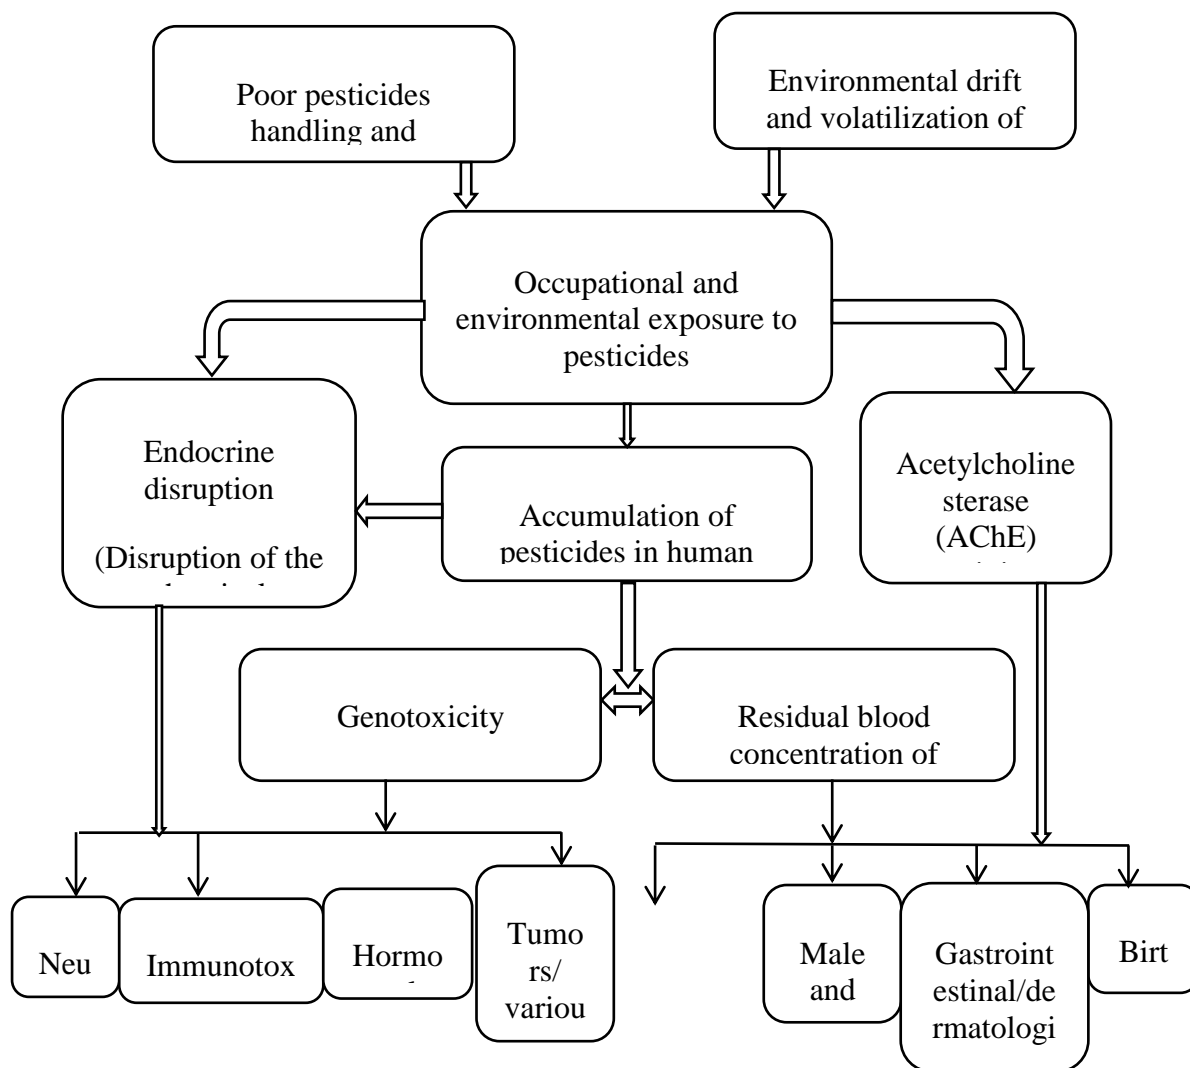 Poor pesticides
handling and
Environmental drift
and volatilization of
Occupational and
environmental exposure to
pesticides
Endocrine
disruption
(Disruption of the
Accumulation of
pesticides in human
Acetylcholine
sterase
(AChE)
Genotoxicity
Residual blood
concentration of
Neu
Immunotox
Hormo
Tumo
rs/
variou
Male
and
Gastroint
estinal/de
rmatologi
Birt